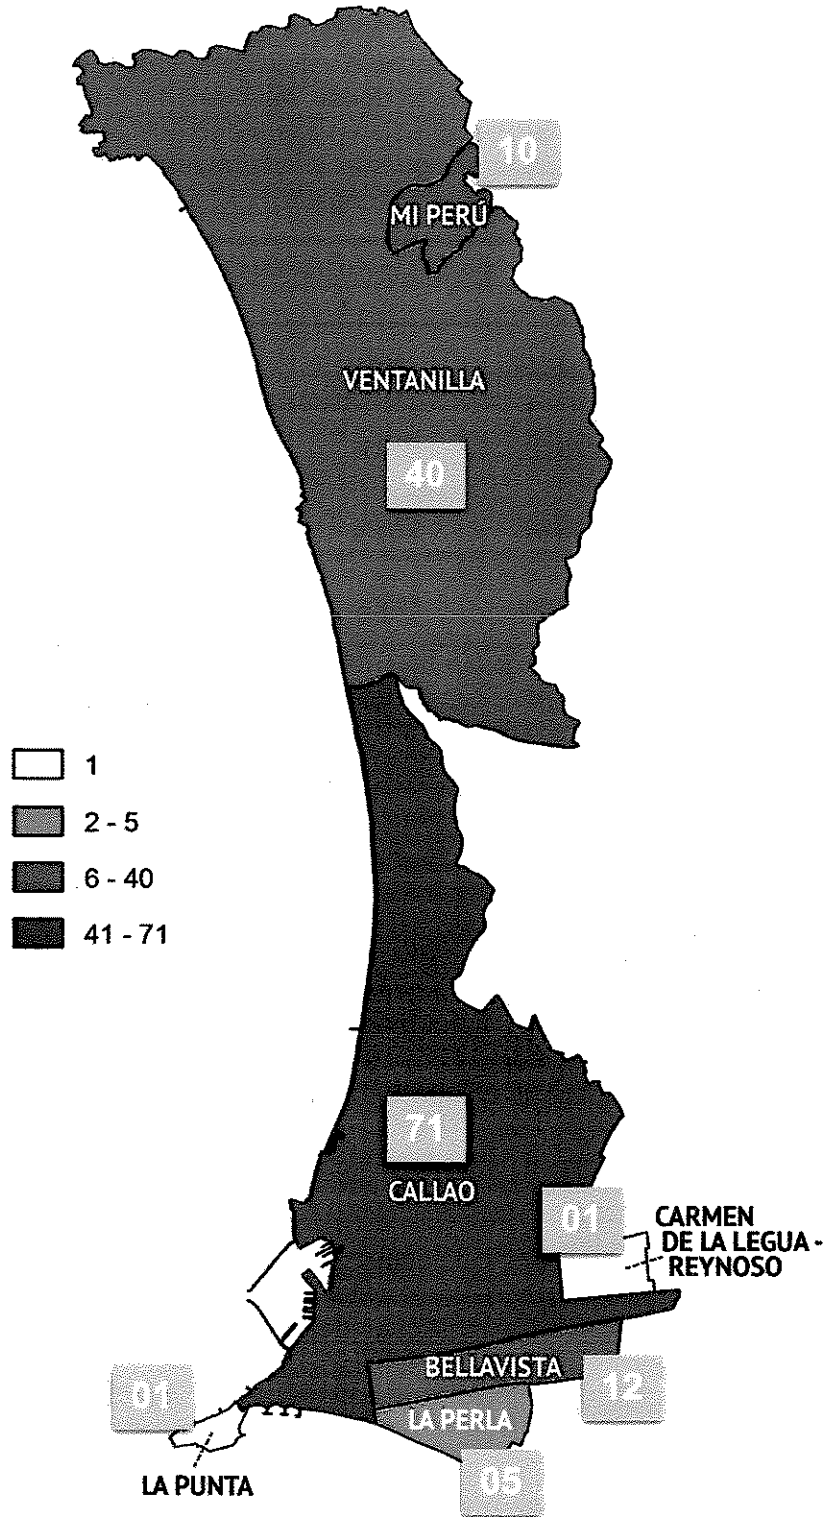 10
MI PERÚ
VENTANILLA
40
1
2 - 5
6 - 40
41 - 71
71
CALLAO
01
CARMEN
DE LA LEGUA -
REYNOSO
BELLAVISTA
12
01
LA PERLA
LA PUNTA
05